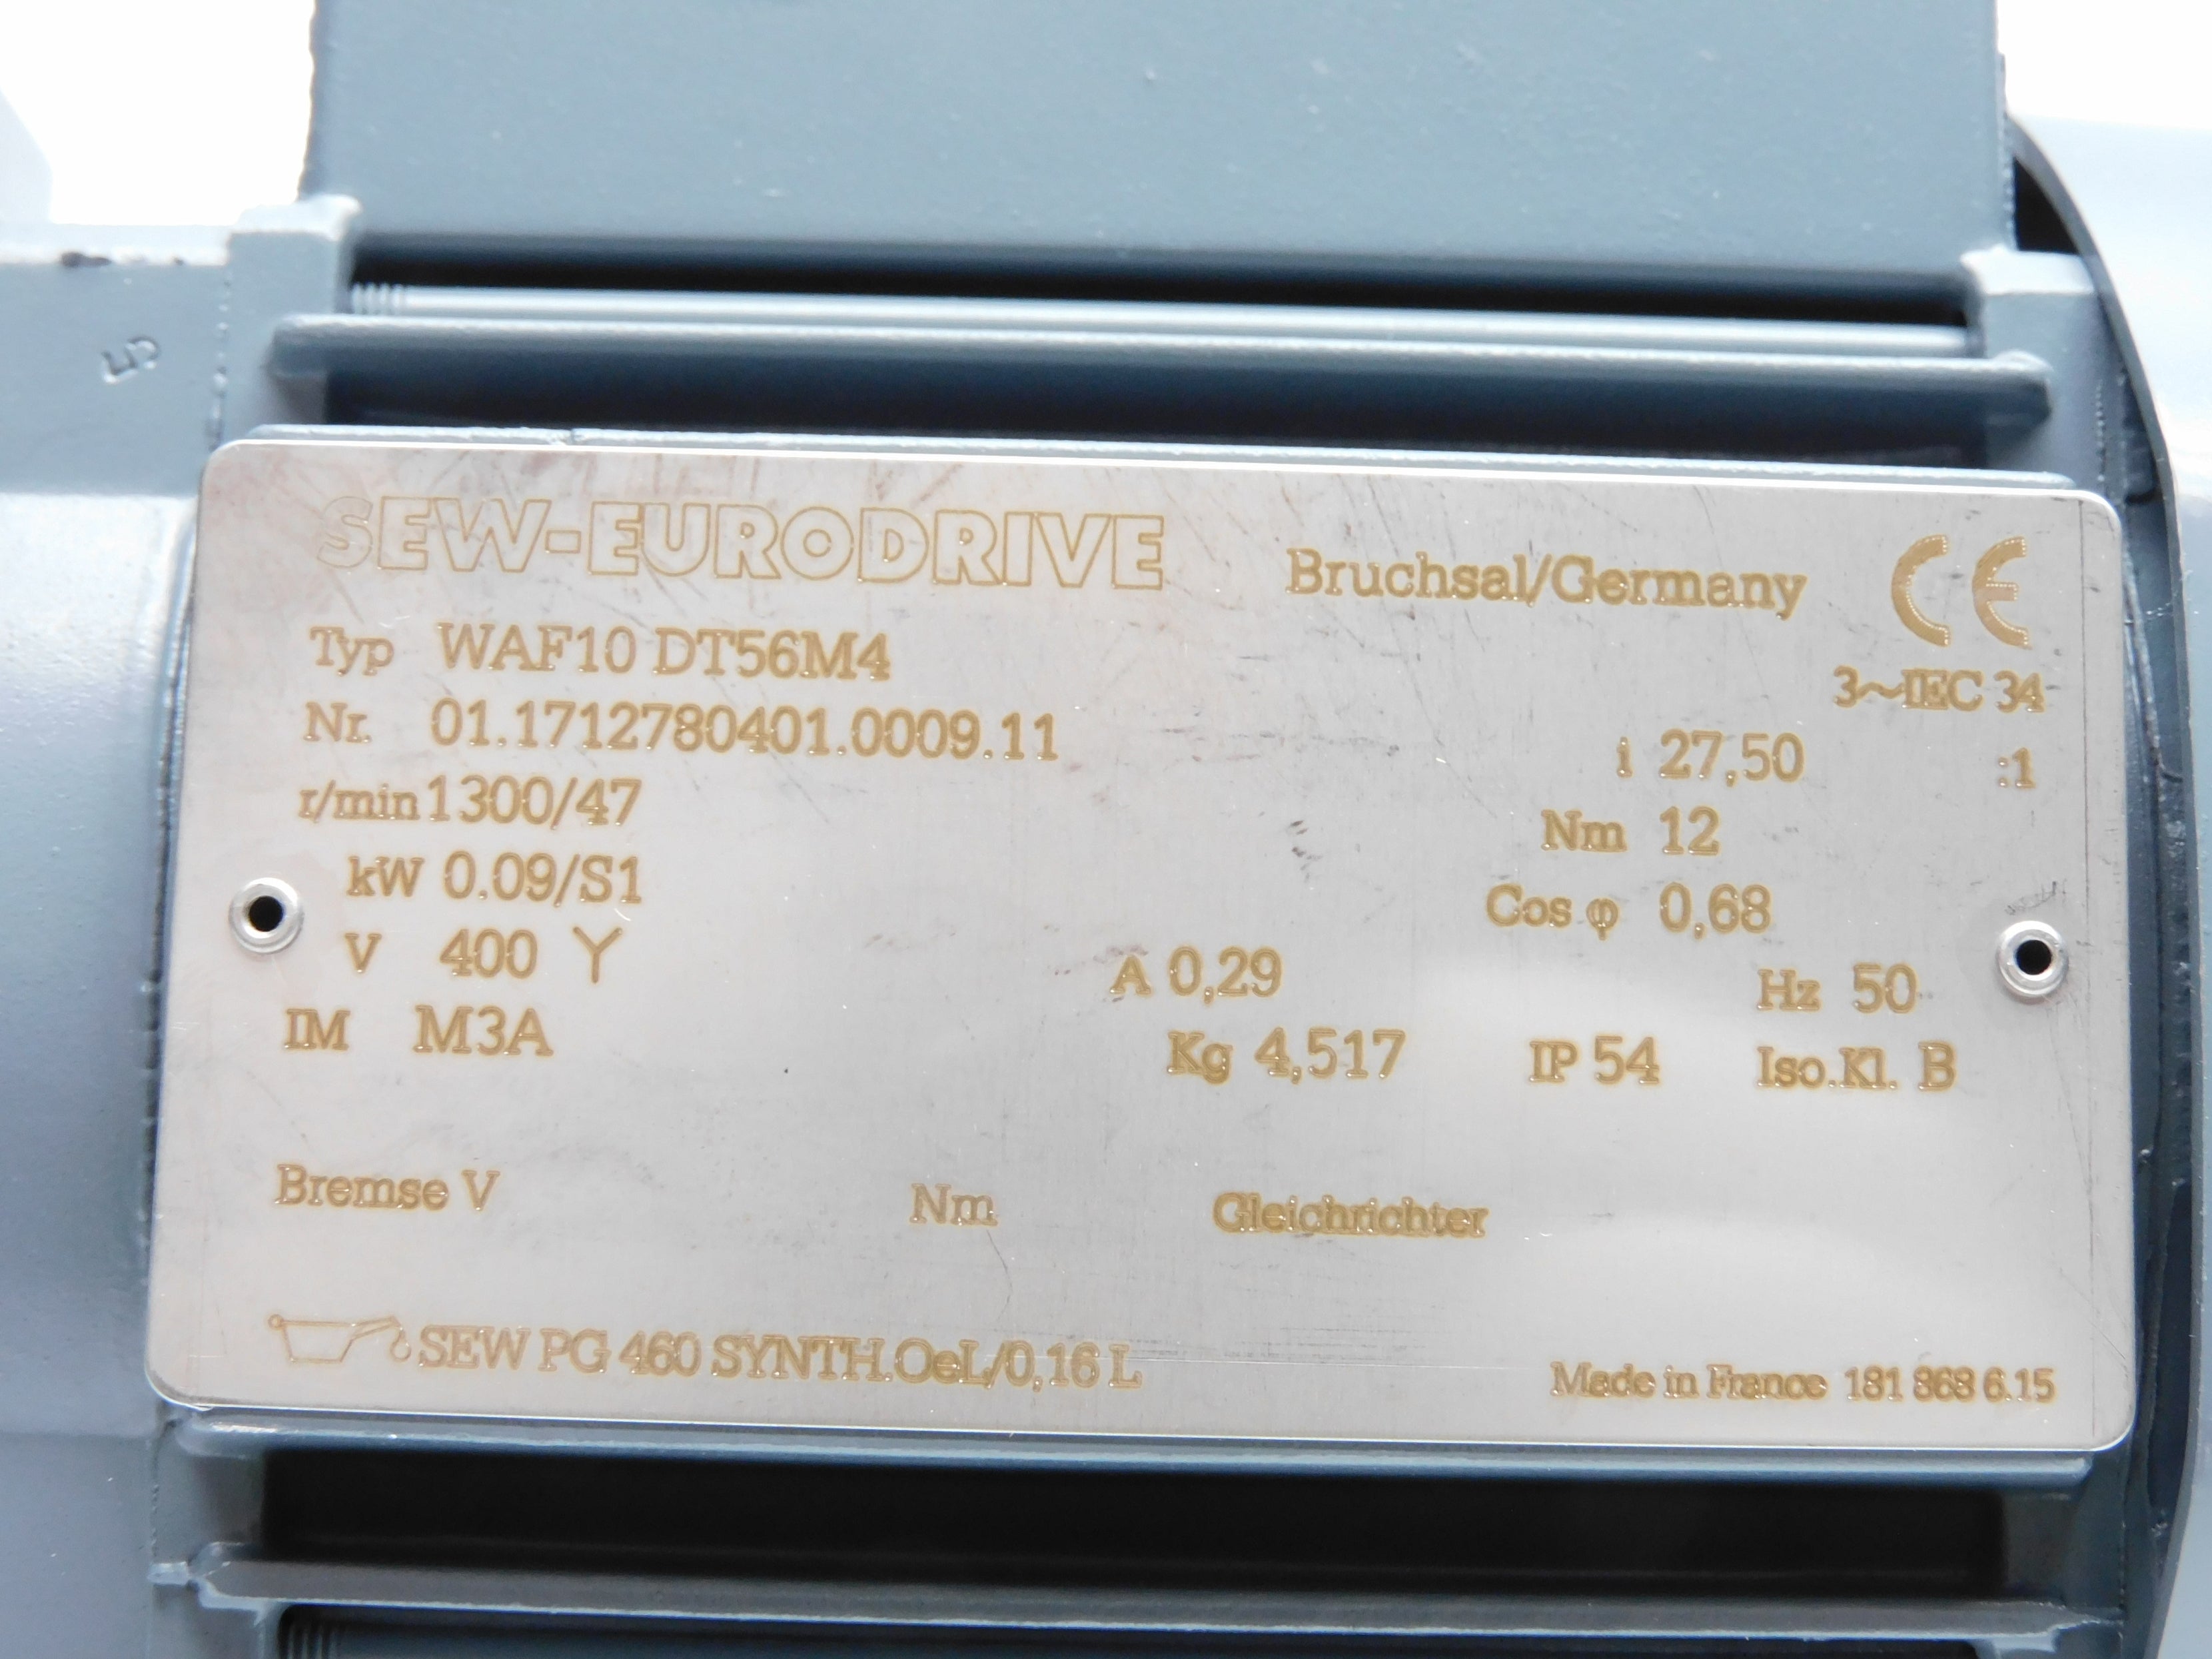 5
SEW-EURODRIVE Bruchsal/Germany CE
Typ WAF10 DT56M4 3~IEC 34
Nr. 01.1712780401.0009.11 i 27,50 :1
r/min 1300/47 Nm 12
kW 0.09/S1 Cos φ 0,68
V 400 Y A 0,29 Hz 50
IM M3A Kg 4,517 IP 54 Iso.Kl. B
Bremse V Nm Gleichrichter
SEW PG 460 SYNTH.OeL/0,16 L Made in France 181 868 6.15